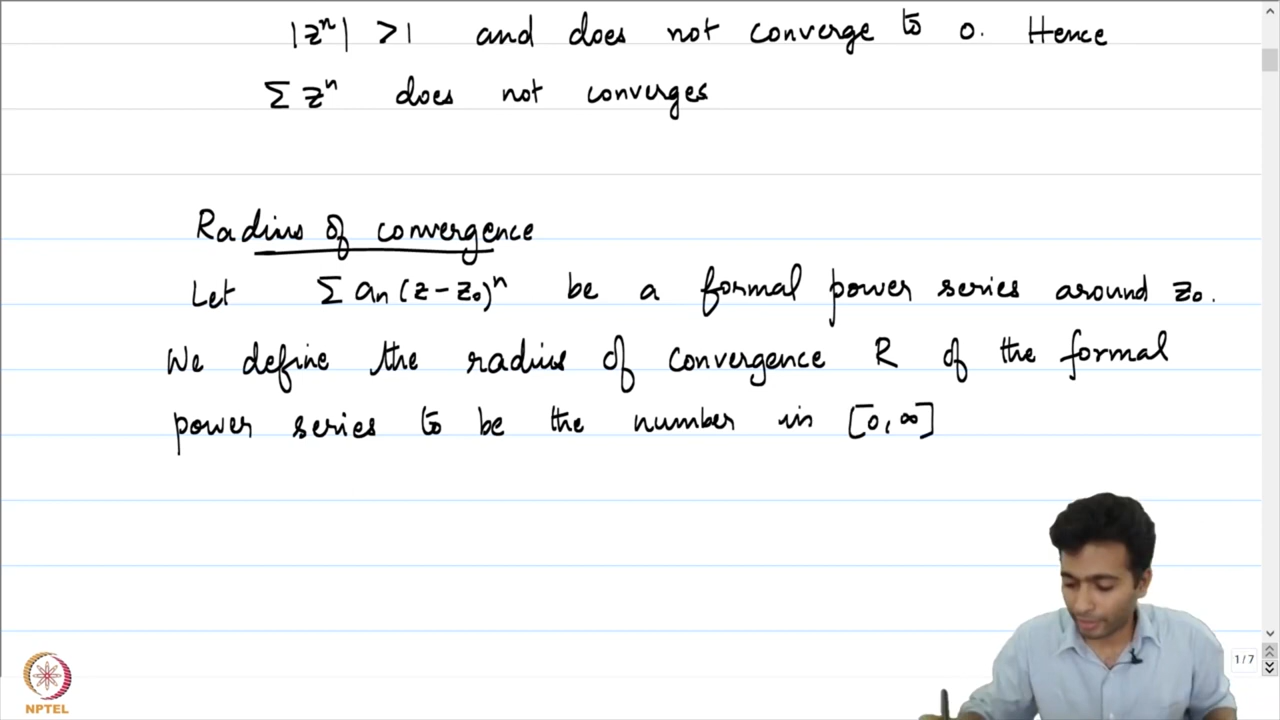 |zⁿ| >1 and does not converge to 0. Hence
Σ zⁿ does not converges
Radius of convergence
Let Σ aₙ(z-z₀)ⁿ be a formal power series around z₀.
We define the radius of convergence R of the formal
power series to be the number in [0,∞]
1/7
NPTEL